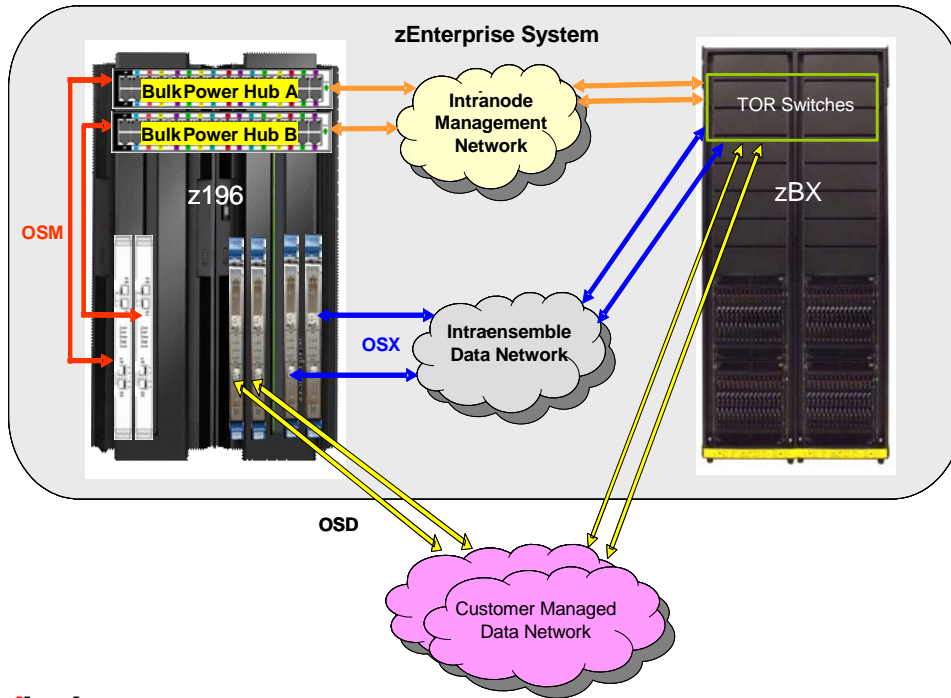 zEnterprise System
BulkPower Hub A
BulkPower Hub B
Intranode
Management
Network
TOR Switches
z196
zBX
OSM
OSX
Intraensemble
Data Network
OSD
Customer Managed
Data Network